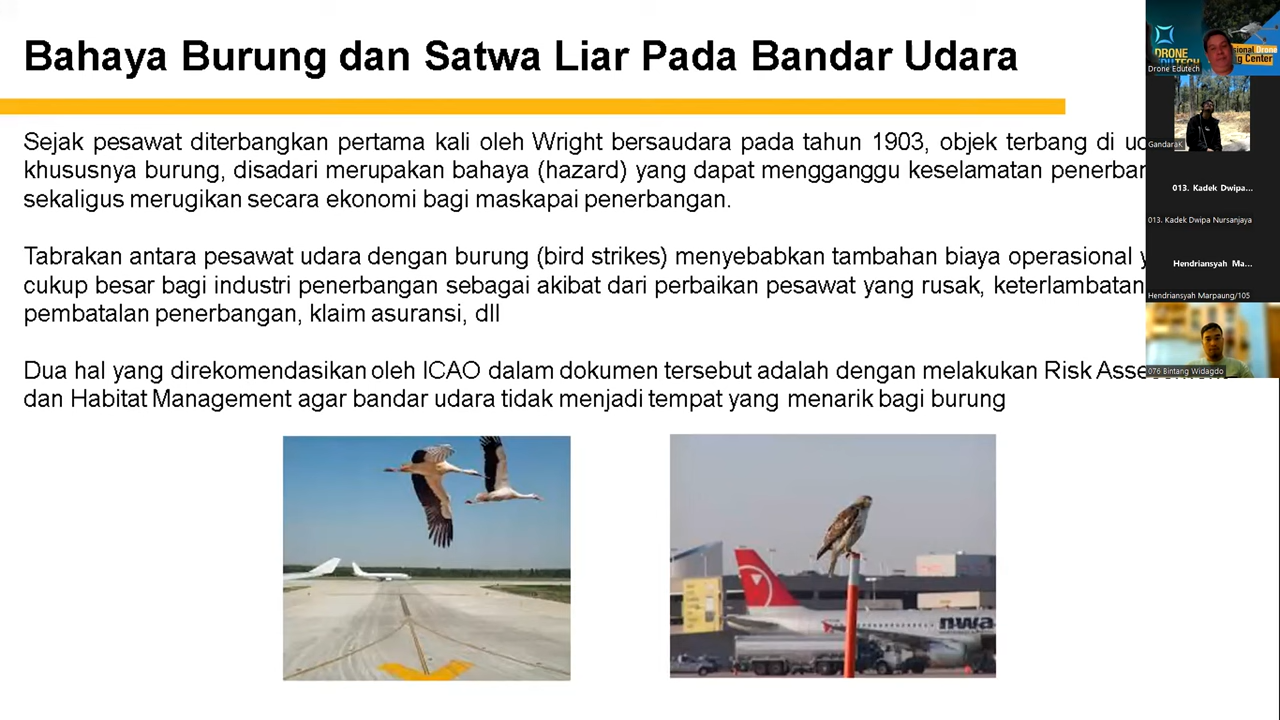 Bahaya Burung dan Satwa Liar Pada Bandar Udara
Sejak pesawat diterbangkan pertama kali oleh Wright bersaudara pada tahun 1903, objek terbang di
khususnya burung, disadari merupakan bahaya (hazard) yang dapat mengganggu keselamatan
sekaligus merugikan secara ekonomi bagi maskapai penerbangan.
Tabrakan antara pesawat udara dengan burung (bird strikes) menyebabkan tambahan biaya operasional
cukup besar bagi industri penerbangan sebagai akibat dari perbaikan pesawat yang rusak, keterlambatan
pembatalan penerbangan, klaim asuransi, dll
Dua hal yang direkomendasikan oleh ICAO dalam dokumen tersebut adalah dengan melakukan Risk
dan Habitat Management agar bandar udara tidak menjadi tempat yang menarik bagi burung
nwa
DRONE
Drone Edutech
Center
GandaraK
013. Kadek Dwipa...
013. Kadek Dwipa Nursanjaya
Hendriansyah Ma...
Hendriansyah Marpaung/105
076 Bintang Widagdo